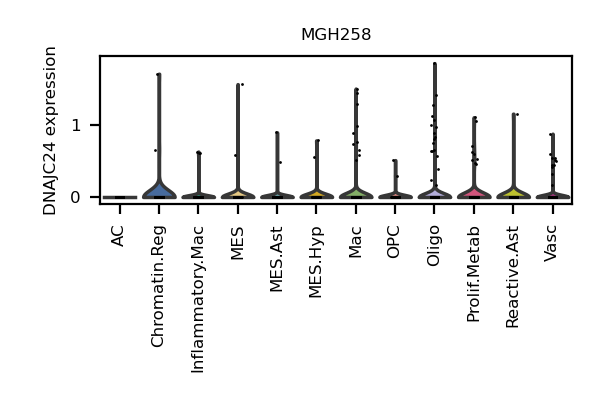 MGH258
DNAJC24 expression
1
0
AC
Chromatin.Reg
Inflammatory.Mac
MES
MES.Ast
MES.Hyp
Mac
OPC
Oligo
Prolif.Metab
Reactive.Ast
Vasc